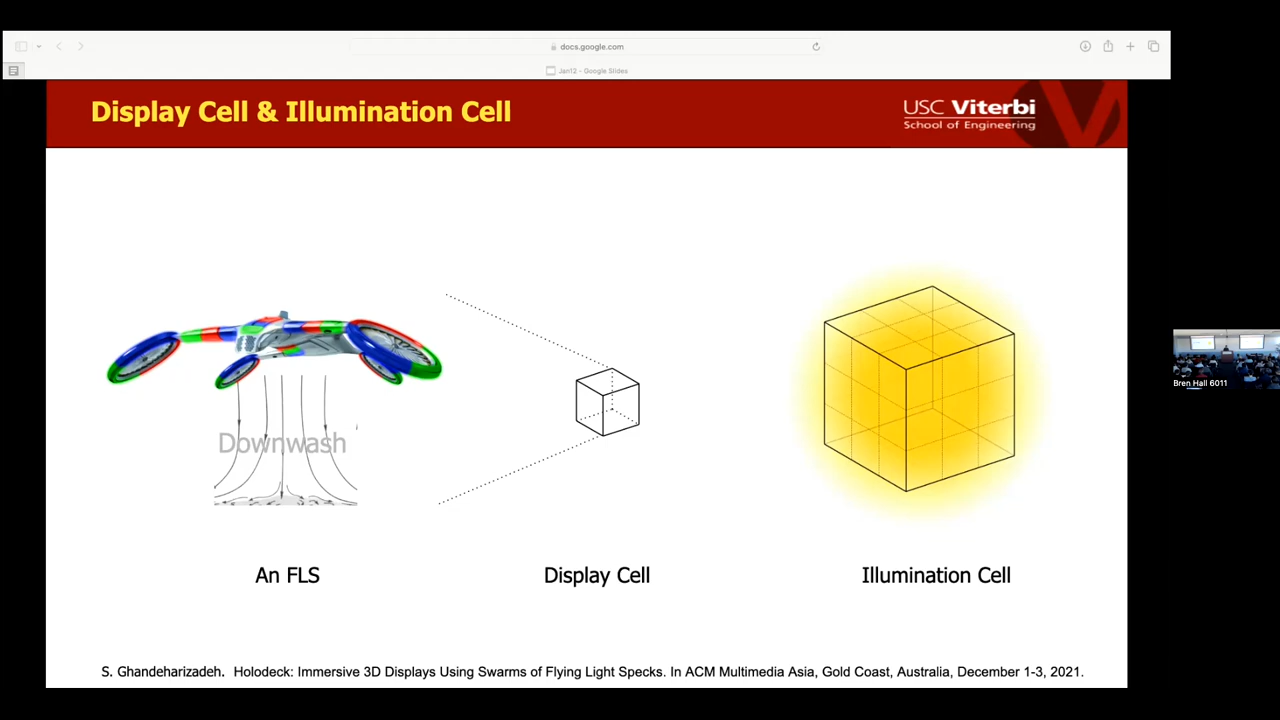 docs.google.com
Jan12 - Google Slides
Display Cell & Illumination Cell
USC Viterbi
School of Engineering
Bren Hall 6011
Downwash
An FLS
Display Cell
Illumination Cell
S. Ghandeharizadeh. Holodeck: Immersive 3D Displays Using Swarms of Flying Light Specks. In ACM Multimedia Asia, Gold Coast, Australia, December 1-3, 2021.